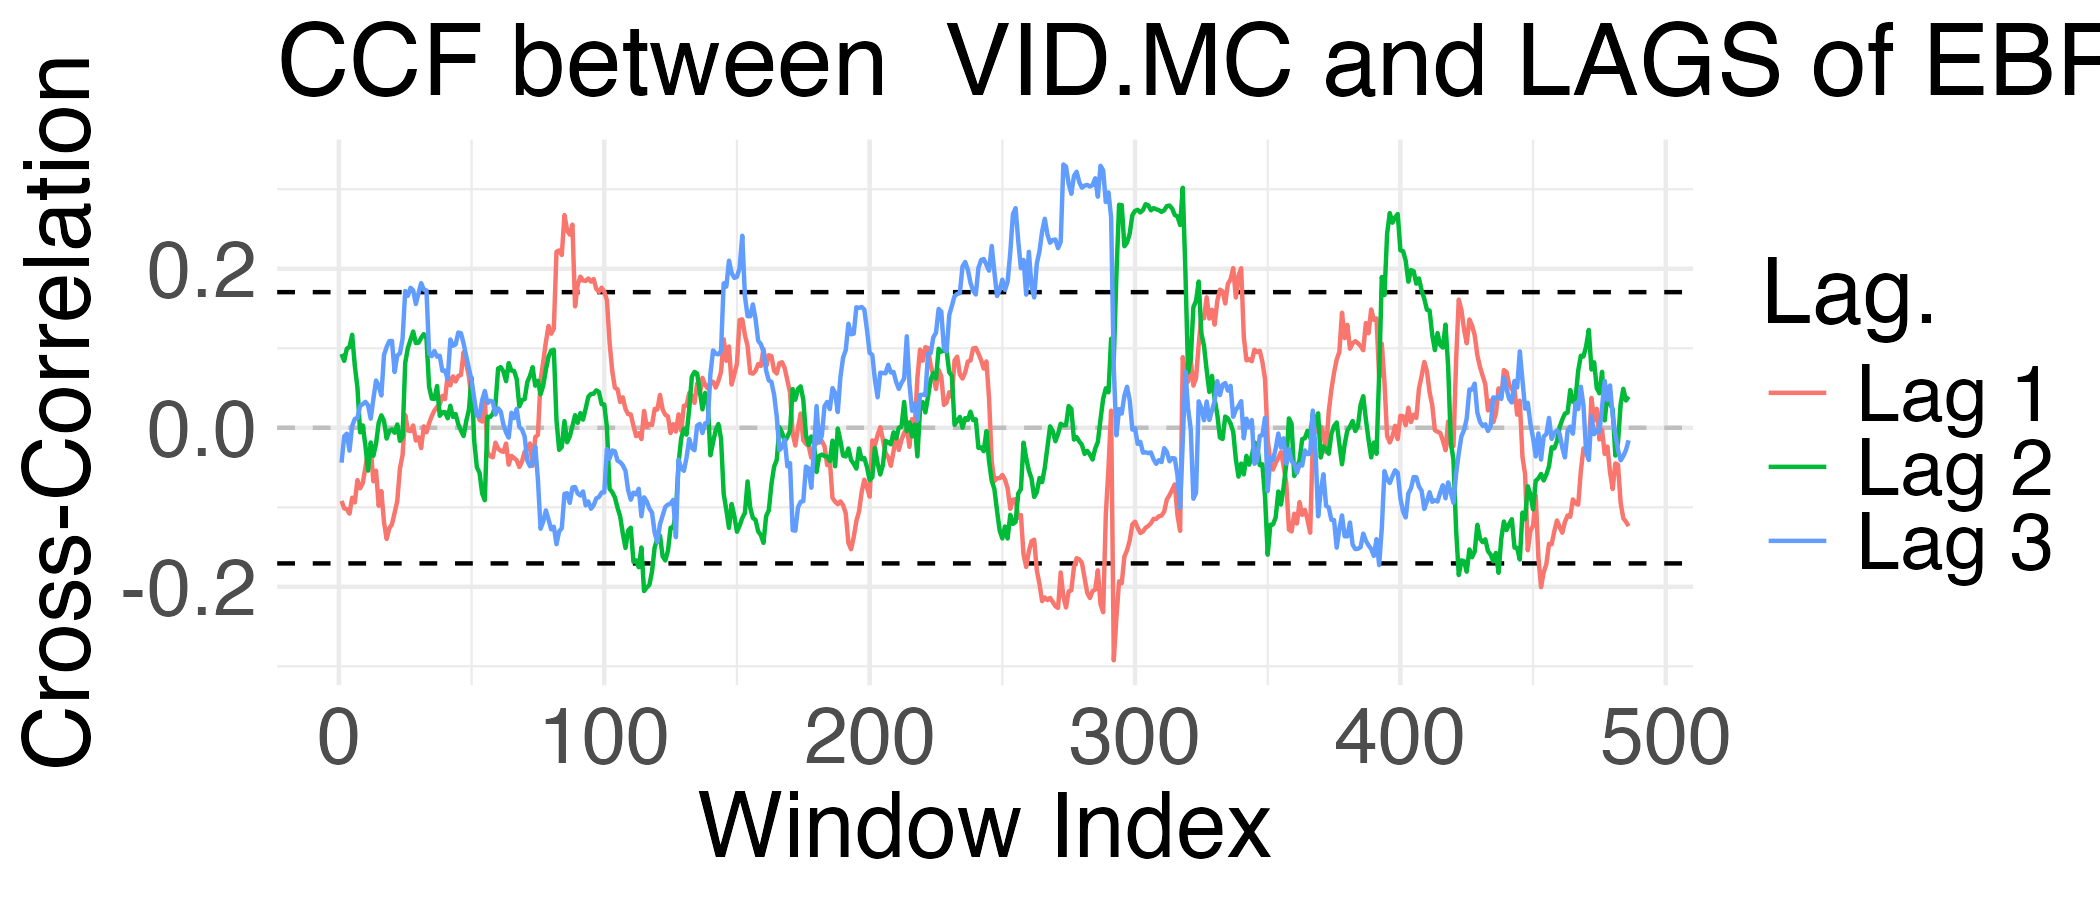 CCF between  VID.MC and LAGS of EBR
Cross-Correlation
0.2
0.0
-0.2
0
100
200
300
400
500
Window Index
Lag.
Lag 1
Lag 2
Lag 3